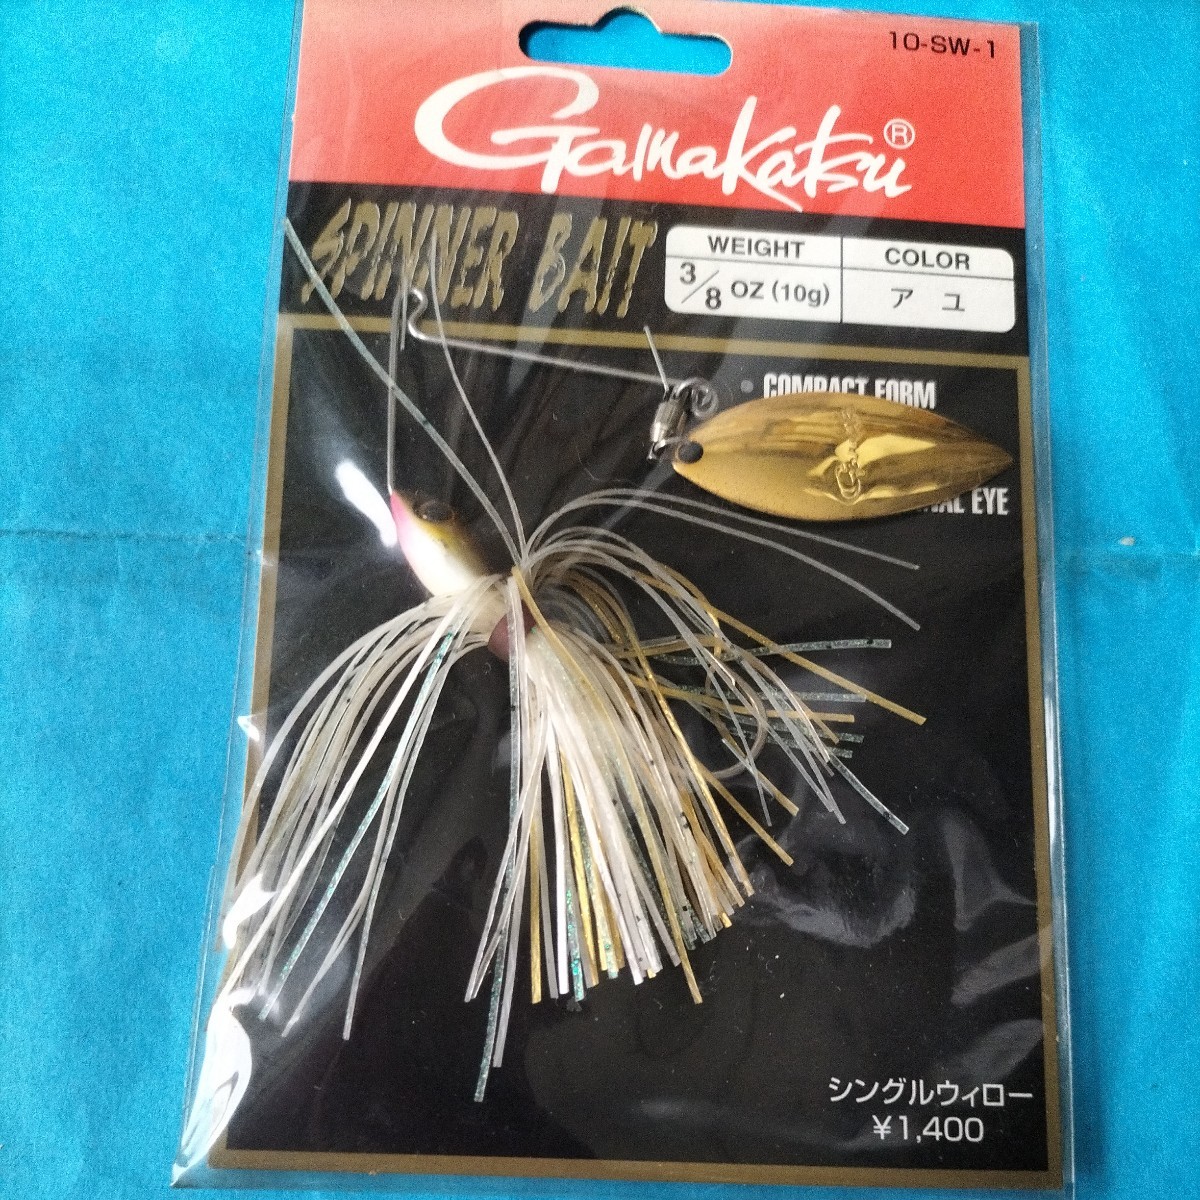 10-SW-1
Gamakatsu®
SPINNER BAIT
WEIGHT
3/8 OZ (10g)
COLOR
ア ユ
COMPACT FORM
EYE
シングルウィロー
¥1,400